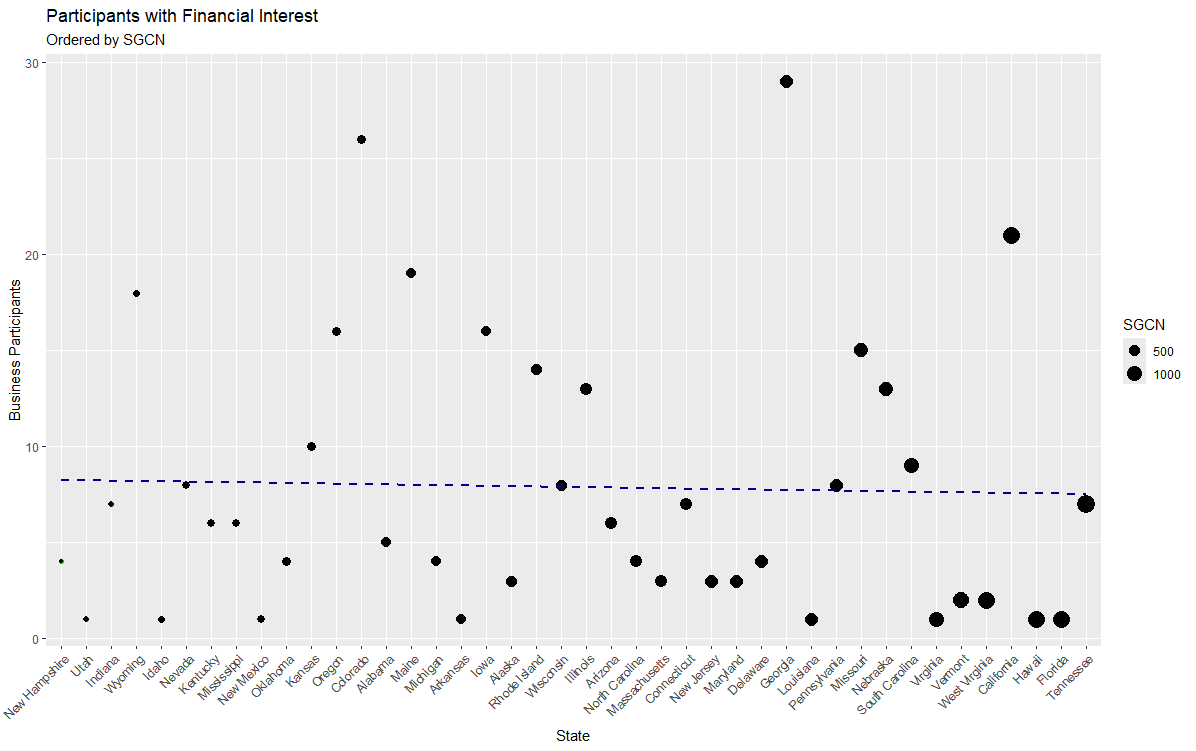 Participants with Financial Interest
Ordered by SGCN
30
20
10
0
Business Participants
New Hampshire
Utah
Indiana
Wyoming
Idaho
Nevada
Kentucky
Mississippi
New Mexico
Oklahoma
Kansas
Oregon
Colorado
Alabama
Maine
Michigan
Arkansas
Iowa
Alaska
Rhode Island
Wisconsin
Illinois
Arizona
North Carolina
Massachusetts
Connecticut
New Jersey
Maryland
Delaware
Georgia
Louisiana
Pennsylvania
Missouri
Nebraska
South Carolina
Virginia
Vermont
West Virginia
California
Hawaii
Florida
Tennessee
State
SGCN
500
1000